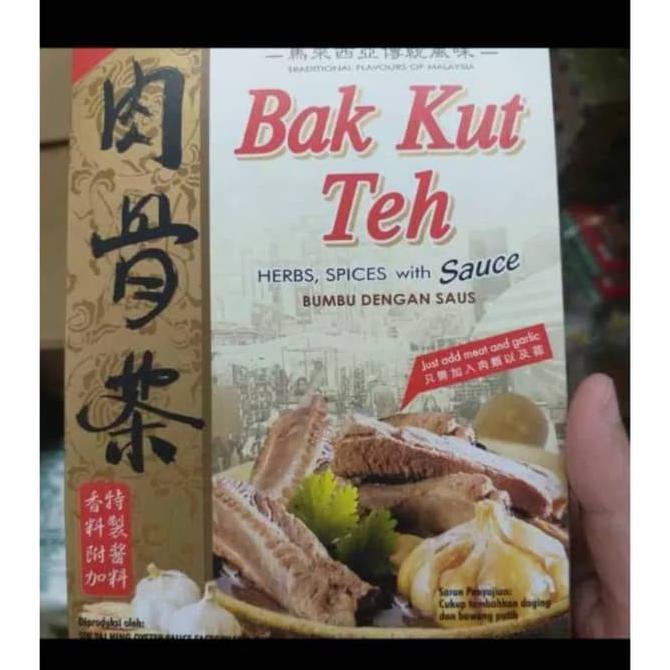 肉骨茶
馬來西亞傳統風味
TRADITIONAL FLAVOURS OF MALAYSIA
Bak Kut
Teh
HERBS, SPICES with Sauce
BUMBU DENGAN SAUS
Just add meat and garlic
只需加入肉類以及蒜
特製醬料
香料附加
Saran Penyajian:
Cukup tambahkan daging
dan bawang putih
Diproduksi oleh: